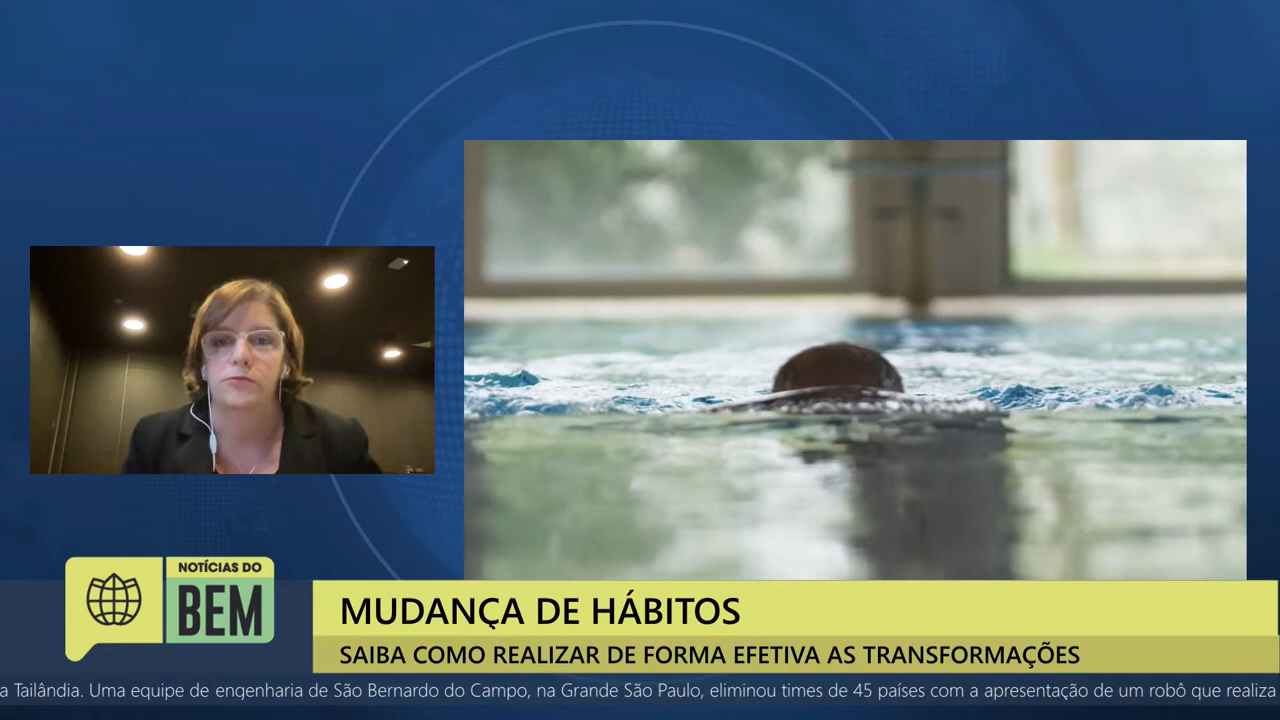 NOTÍCIAS DO
BEM
MUDANÇA DE HÁBITOS
SAIBA COMO REALIZAR DE FORMA EFETIVA AS TRANSFORMAÇÕES
a Tailândia. Uma equipe de engenharia de São Bernardo do Campo, na Grande São Paulo, eliminou times de 45 países com a apresentação de um robô que realiza